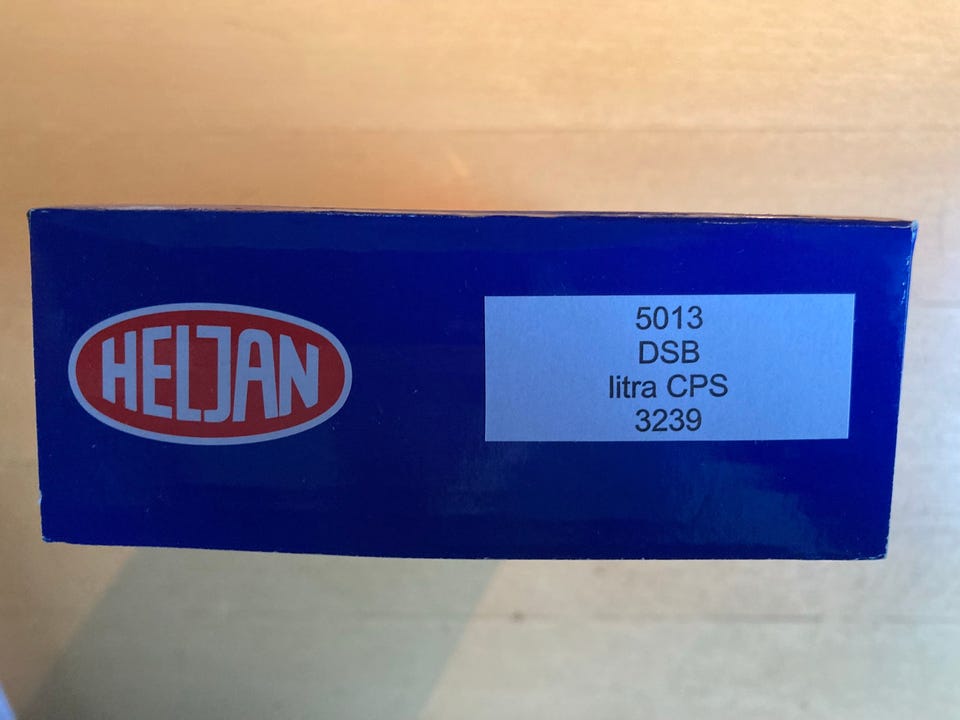 HELJAN
5013
DSB
litra CPS
3239